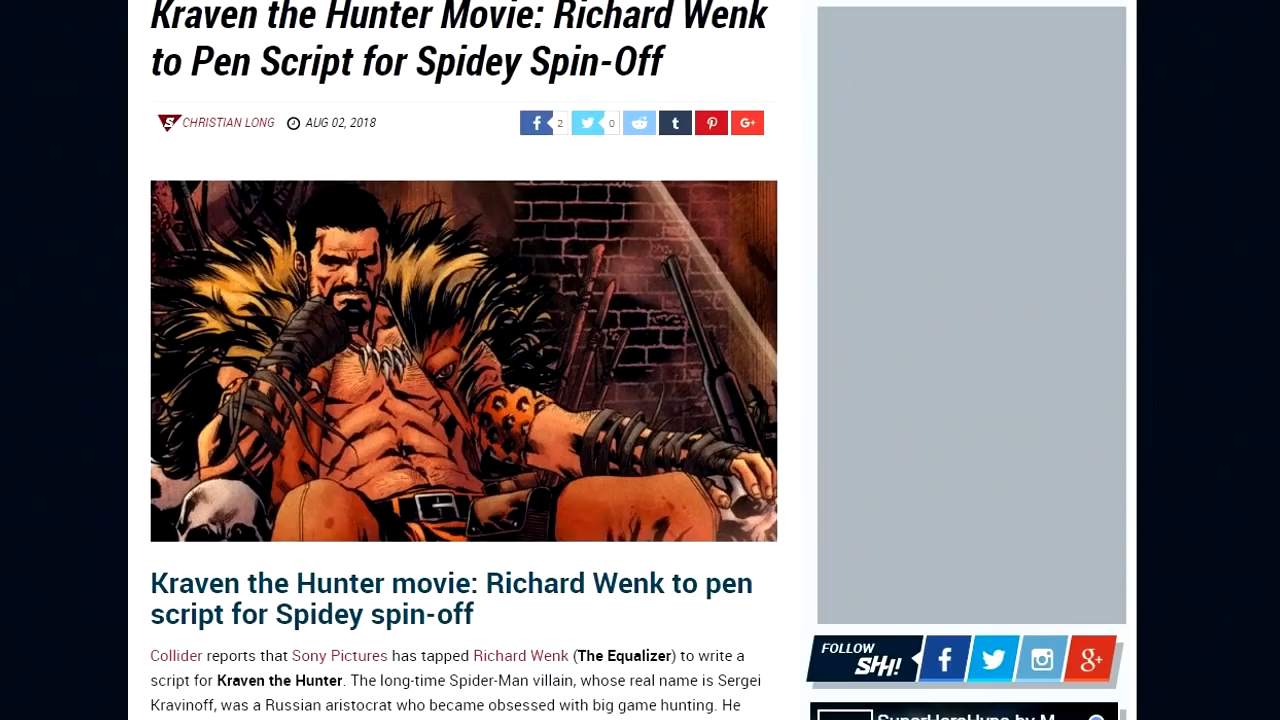 Kraven the Hunter Movie: Richard Wenk
to Pen Script for Spidey Spin-Off
CHRISTIAN LONG AUG 02, 2018
2 0
Kraven the Hunter movie: Richard Wenk to pen
script for Spidey spin-off
Collider reports that Sony Pictures has tapped Richard Wenk (The Equalizer) to write a
script for Kraven the Hunter. The long-time Spider-Man villain, whose real name is Sergei
Kravinoff, was a Russian aristocrat who became obsessed with big game hunting. He
FOLLOW
SHH!
SuperHeroHype by M